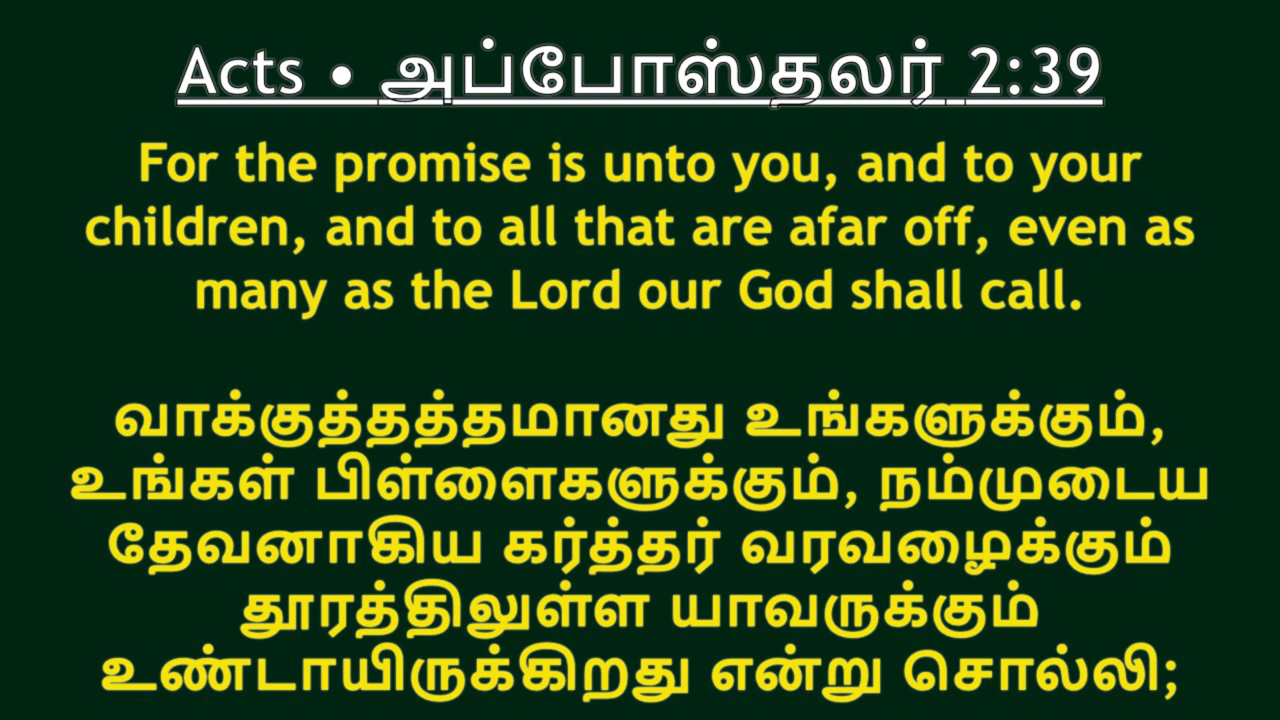 Acts • அப்போஸ்தலர் 2:39
For the promise is unto you, and to your
children, and to all that are afar off, even as
many as the Lord our God shall call.
வாக்குத்தத்தமானது உங்களுக்கும்,
உங்கள் பிள்ளைகளுக்கும், நம்முடைய
தேவனாகிய கர்த்தர் வரவழைக்கும்
தூரத்திலுள்ள யாவருக்கும்
உண்டாயிருக்கிறது என்று சொல்லி;